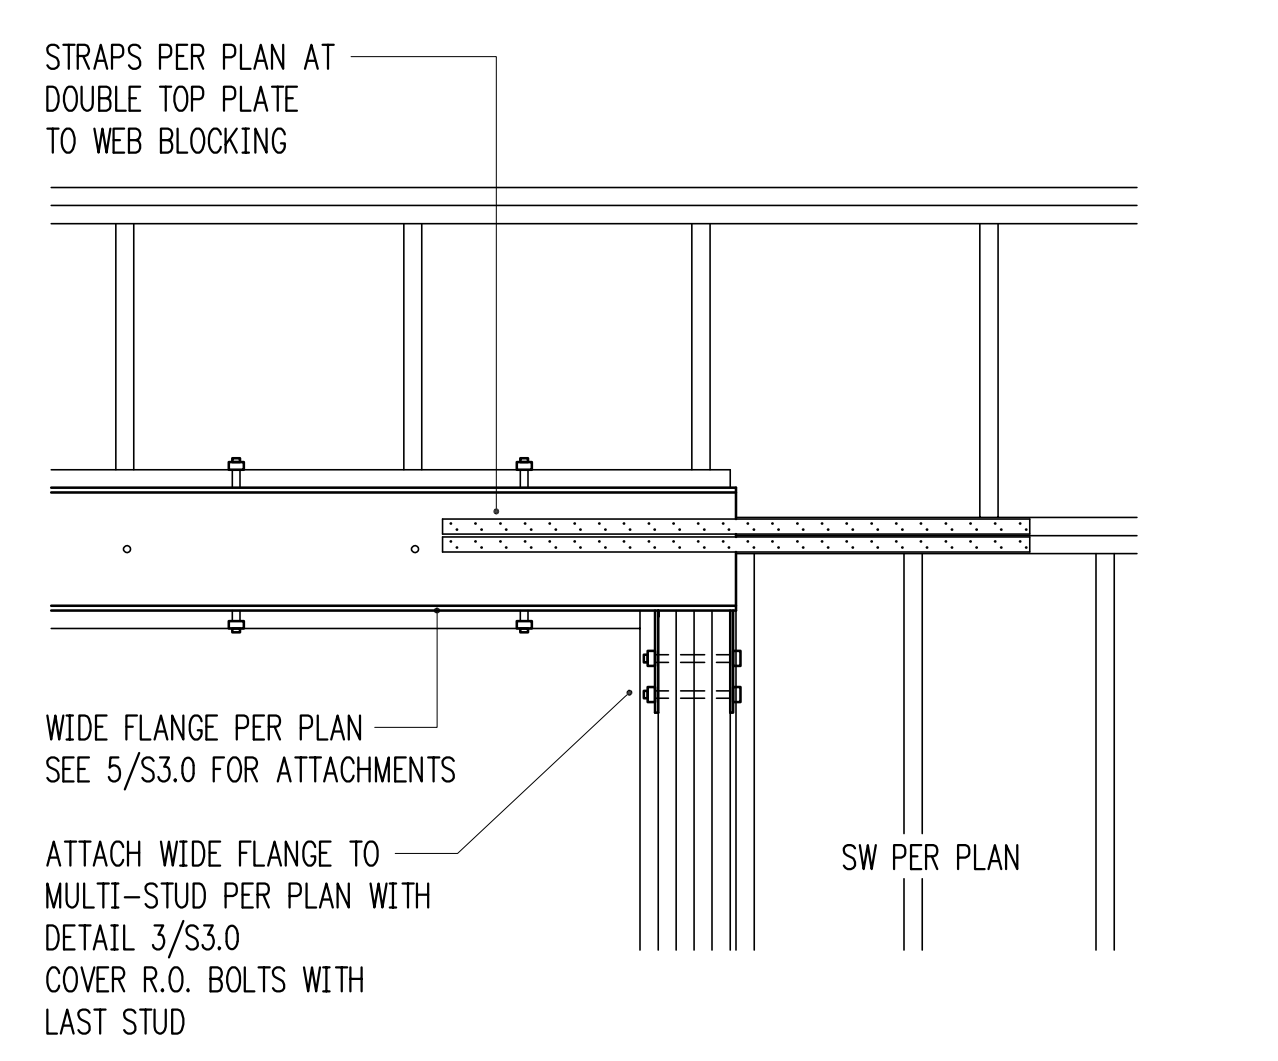 STRAPS PER PLAN AT
DOUBLE TOP PLATE
TO WEB BLOCKING
WIDE FLANGE PER PLAN
SEE 5/S3.0 FOR ATTACHMENTS
ATTACH WIDE FLANGE TO
MULTI-STUD PER PLAN WITH
DETAIL 3/S3.0
COVER R.O. BOLTS WITH
LAST STUD
SW PER PLAN